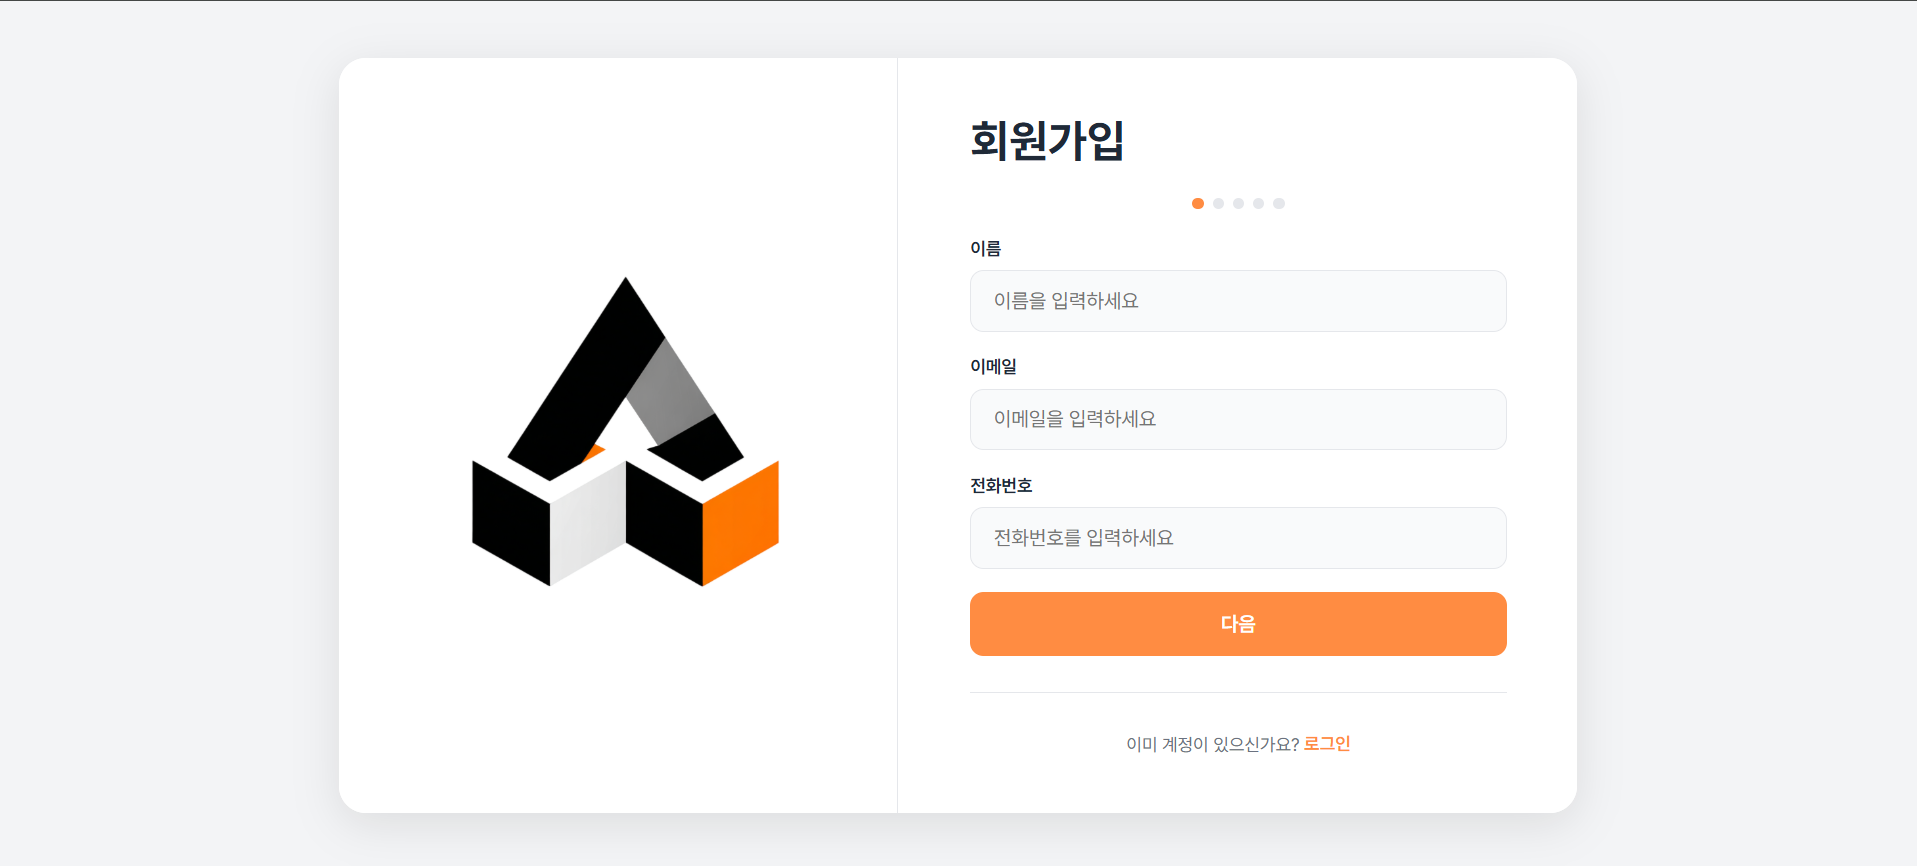 회원가입
이름
이름을 입력하세요
이메일
이메일을 입력하세요
전화번호
전화번호를 입력하세요
다음
이미 계정이 있으신가요? 로그인